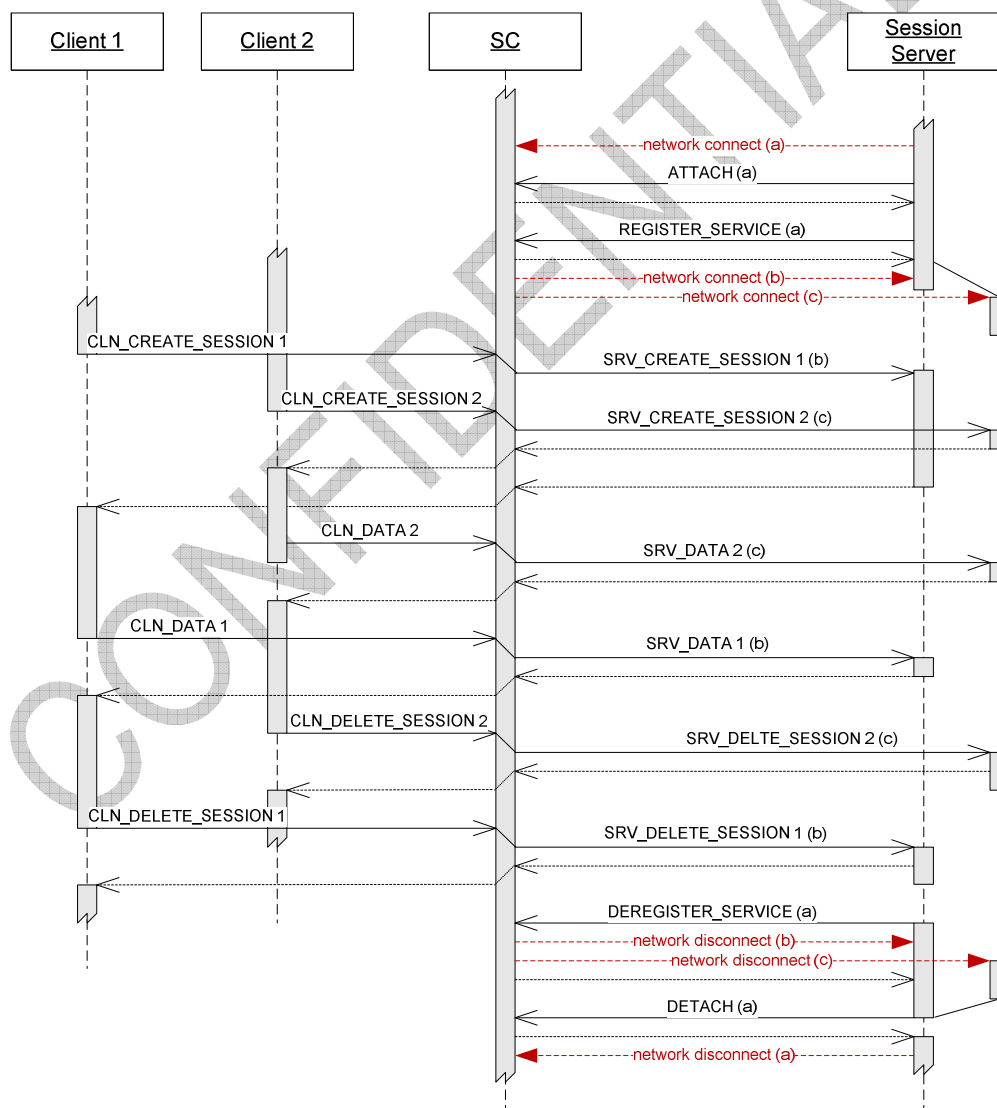 Client 1
Client 2
SC
Session
Server
network connect (a)
ATTACH (a)
REGISTER_SERVICE (a)
network connect (b)
network connect (c)
CLN_CREATE_SESSION 1
SRV_CREATE_SESSION 1 (b)
CLN_CREATE_SESSION 2
SRV_CREATE_SESSION 2 (c)
CLN_DATA 2
SRV_DATA 2 (c)
CLN_DATA 1
SRV_DATA 1 (b)
CLN_DELETE_SESSION 2
SRV_DELTE_SESSION 2 (c)
CLN_DELETE_SESSION 1
SRV_DELETE_SESSION 1 (b)
DEREGISTER_SERVICE (a)
network disconnect (b)
network disconnect (c)
DETACH (a)
network disconnect (a)
CONFIDENTIAL